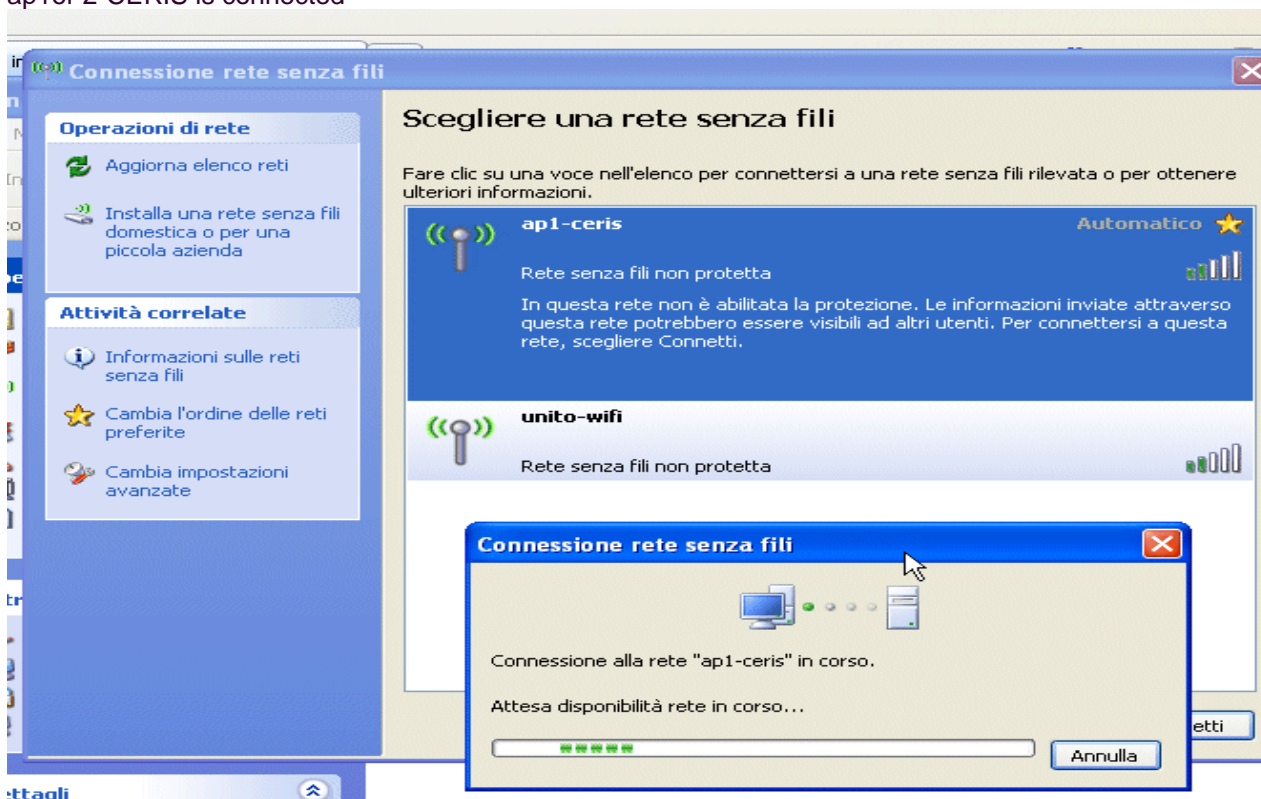 is connected
Connessione rete senza fili
Operazioni di rete
Aggiorna elenco reti
Installa una rete senza fili
domestica o per una
piccola azienda
Attività correlate
Informazioni sulle reti
senza fili
Cambia l'ordine delle reti
preferite
Cambia impostazioni
avanzate
Scegliere una rete senza fili
Fare clic su una voce nell'elenco per connettersi a una rete senza fili rilevata o per ottenere
ulteriori informazioni.
ap1-ceris
Automatico
Rete senza fili non protetta
In questa rete non è abilitata la protezione. Le informazioni inviate attraverso
questa rete potrebbero essere visibili ad altri utenti. Per connettersi a questa
rete, scegliere Connetti.
unito-wifi
Rete senza fili non protetta
Connessione rete senza fili
Connessione alla rete "ap1-ceris" in corso.
Attesa disponibilità rete in corso...
Annulla
etti
ettagli